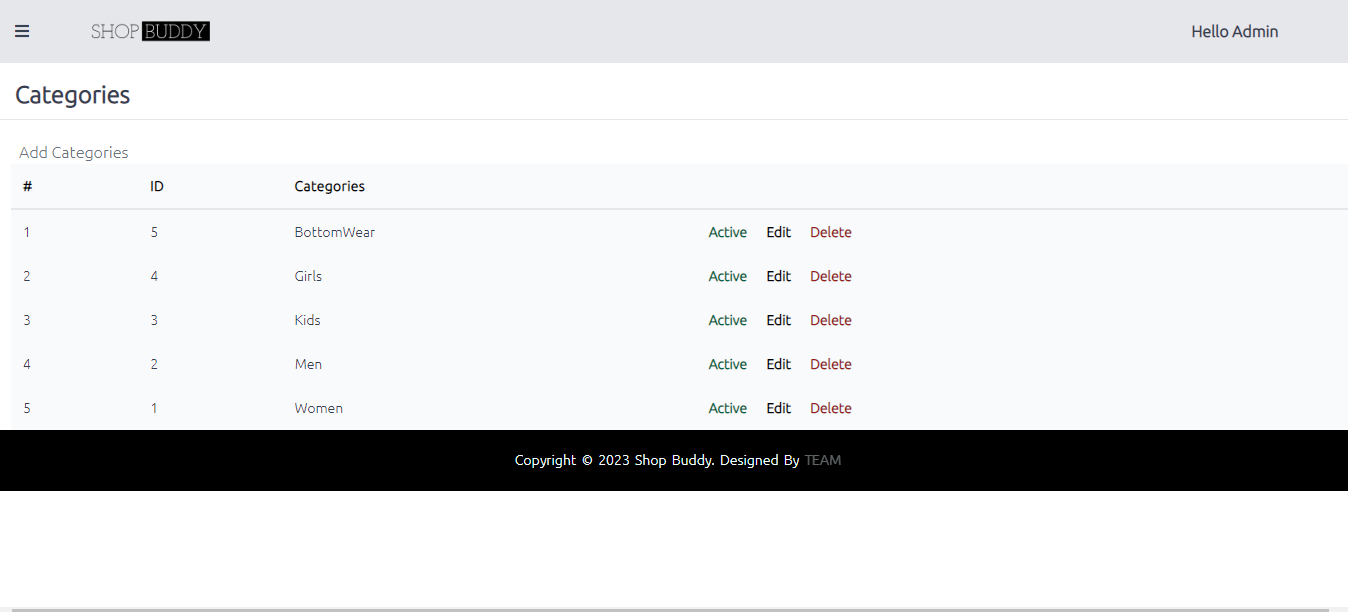 SHOP BUDDY Hello Admin
Categories
Add Categories
# ID Categories
1 5 BottomWear Active Edit Delete
2 4 Girls Active Edit Delete
3 3 Kids Active Edit Delete
4 2 Men Active Edit Delete
5 1 Women Active Edit Delete
Copyright © 2023 Shop Buddy. Designed By TEAM